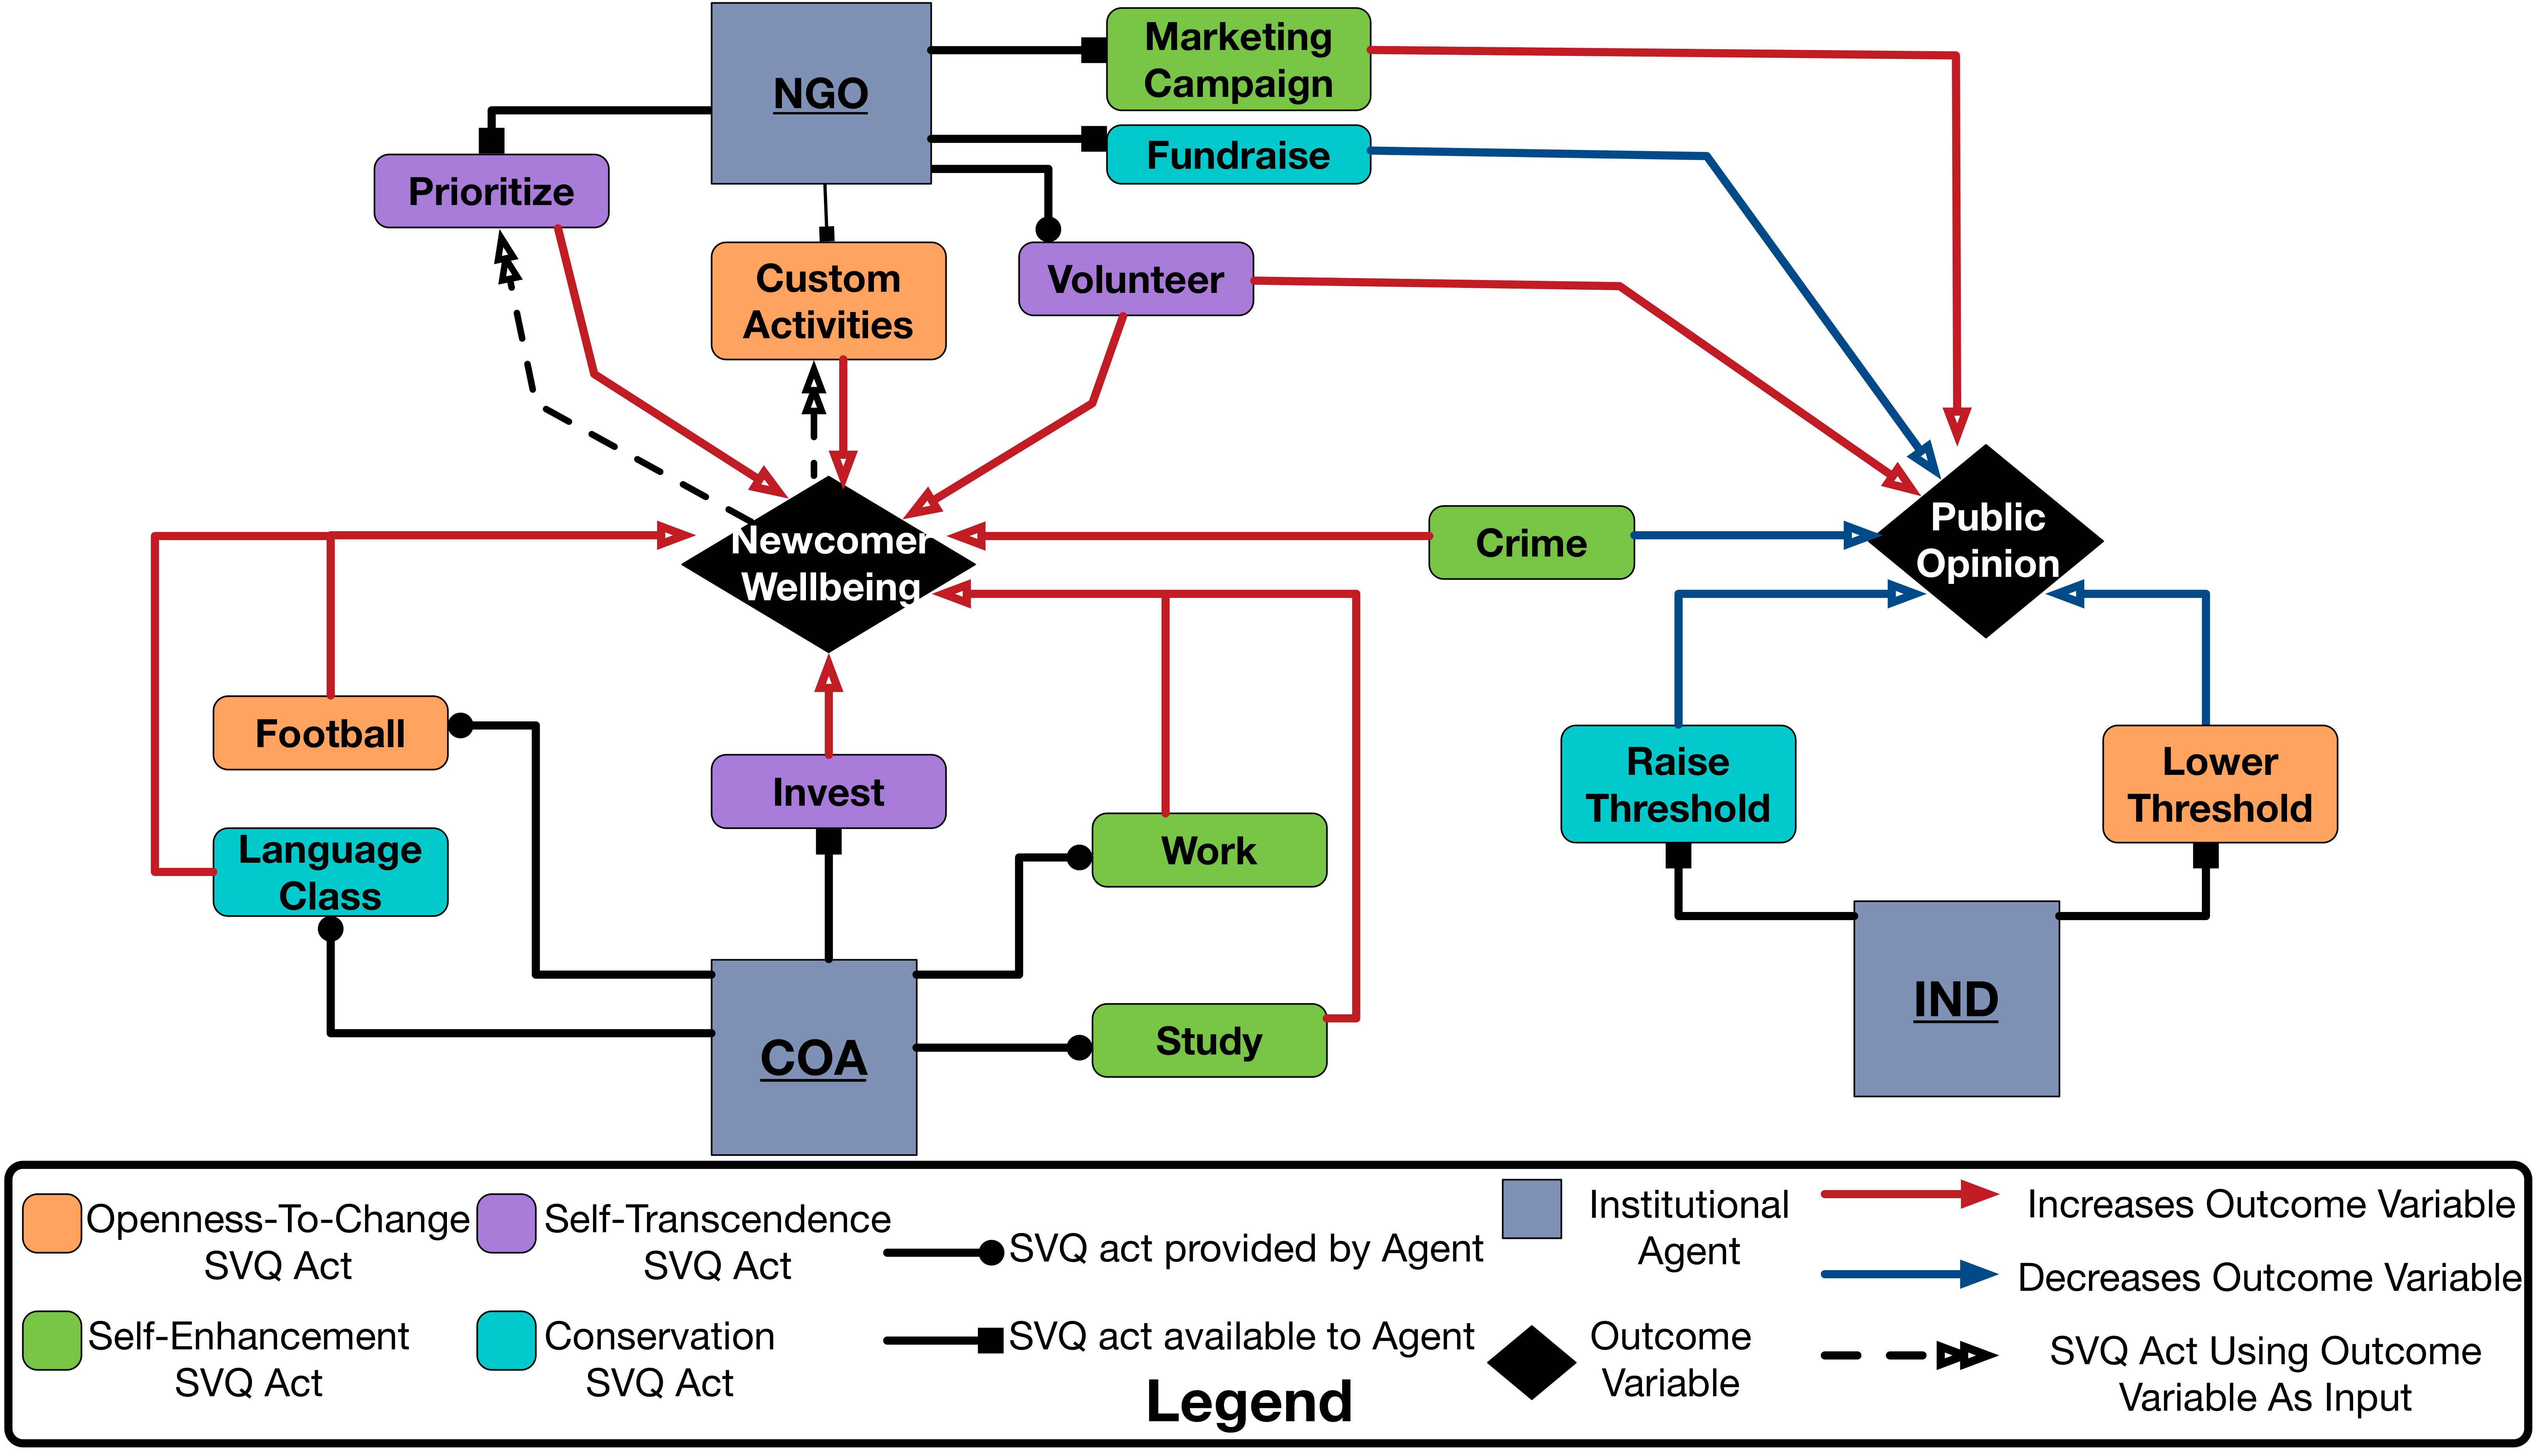 NGO
Marketing
Campaign
Fundraise
Prioritize
Custom
Activities
Volunteer
Newcomer
Wellbeing
Crime
Public
Opinion
Football
Language
Class
Invest
Work
Study
COA
Raise
Threshold
Lower
Threshold
IND
Openness-To-Change
SVQ Act
Self-Transcendence
SVQ Act
Self-Enhancement
SVQ Act
Conservation
SVQ Act
SVQ act provided by Agent
SVQ act available to Agent
Legend
Institutional
Agent
Outcome
Variable
Increases Outcome Variable
Decreases Outcome Variable
SVQ Act Using Outcome
Variable As Input